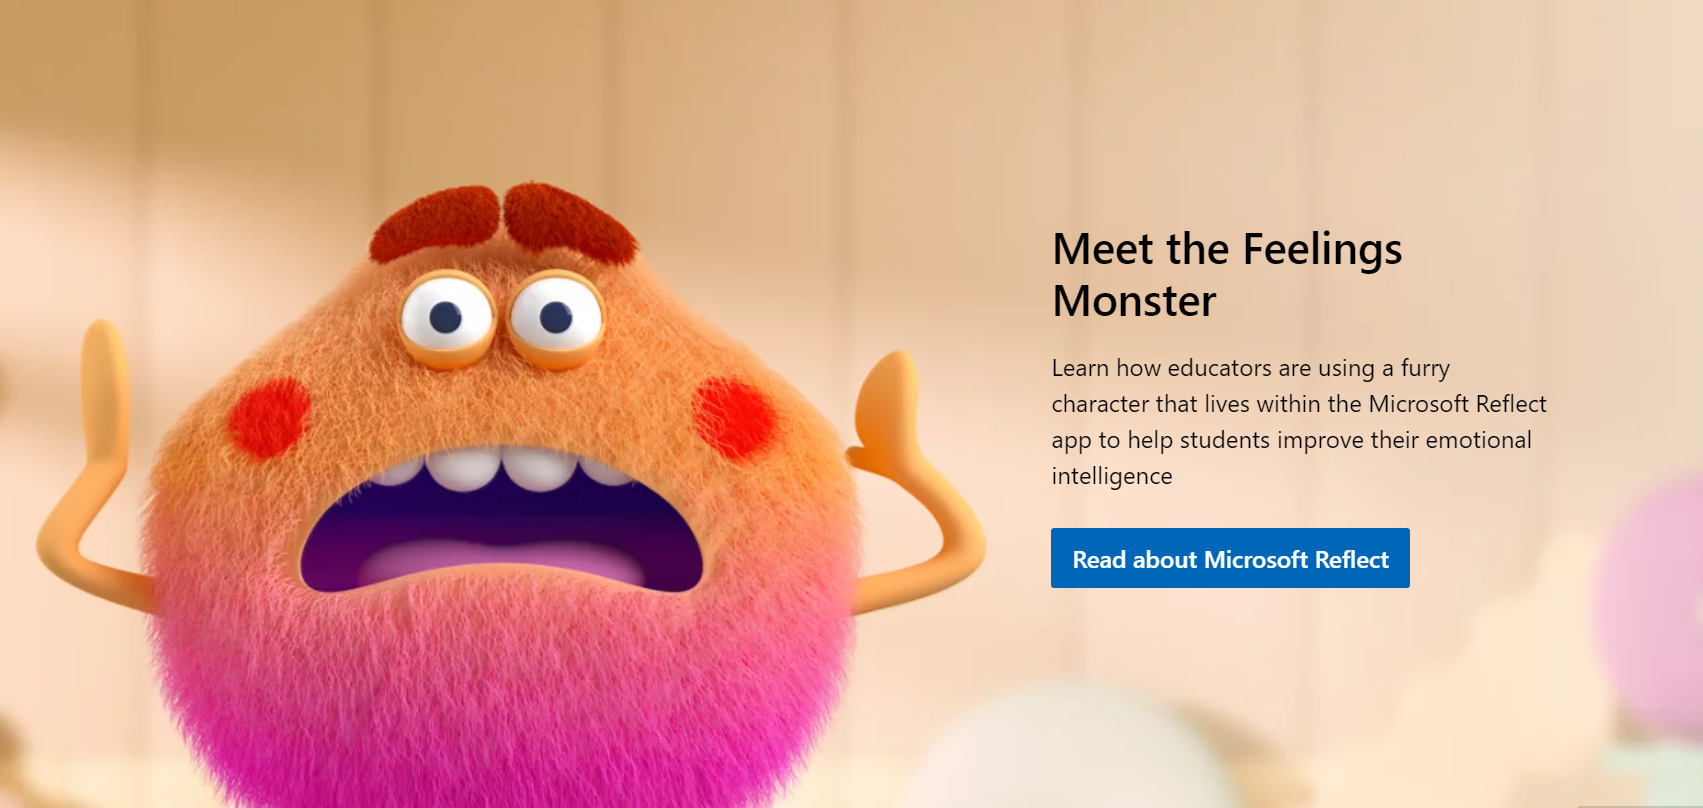 Meet the Feelings
Monster
Learn how educators are using a furry
character that lives within the Microsoft Reflect
app to help students improve their emotional
intelligence
Read about Microsoft Reflect